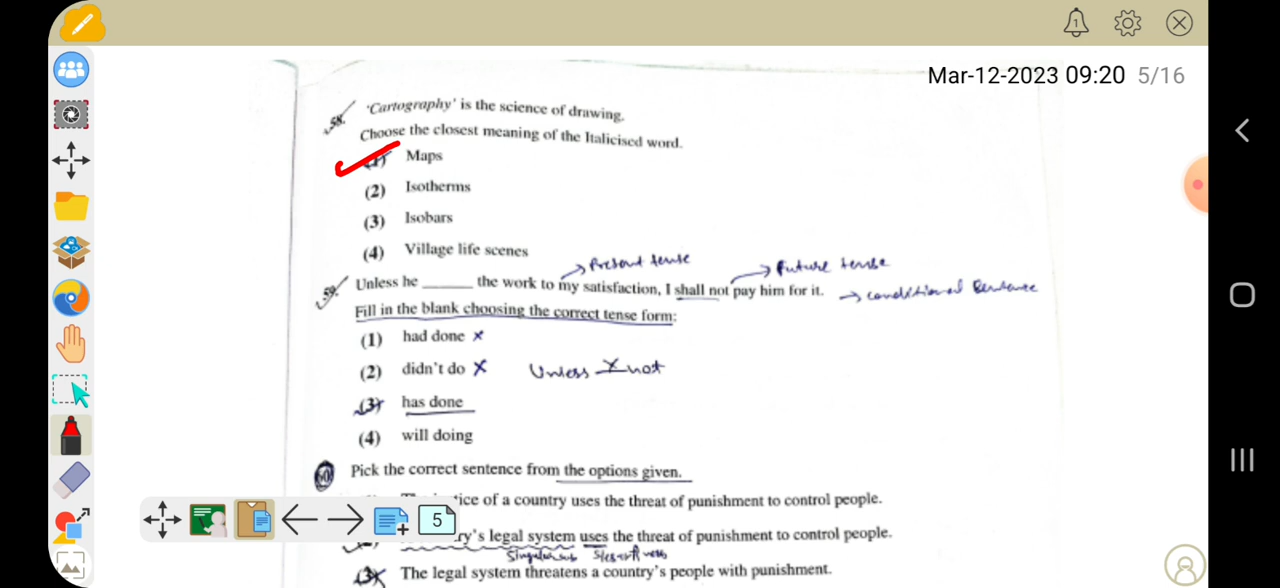 1
Mar-12-2023 09:20 5/16
58. 'Cartography' is the science of drawing.
Choose the closest meaning of the Italicised word.
(1) Maps
(2) Isotherms
(3) Isobars
(4) Village life scenes
→ Present tense → Future tense
59. Unless he ______ the work to my satisfaction, I shall not pay him for it. → conditional Sentence
Fill in the blank choosing the correct tense form:
(1) had done ×
(2) didn't do × Unless × not
(3) has done
(4) will doing
60 Pick the correct sentence from the options given.
tice of a country uses the threat of punishment to control people.
ry's legal system uses the threat of punishment to control people.
(3) The legal system threatens a country's people with punishment.
5